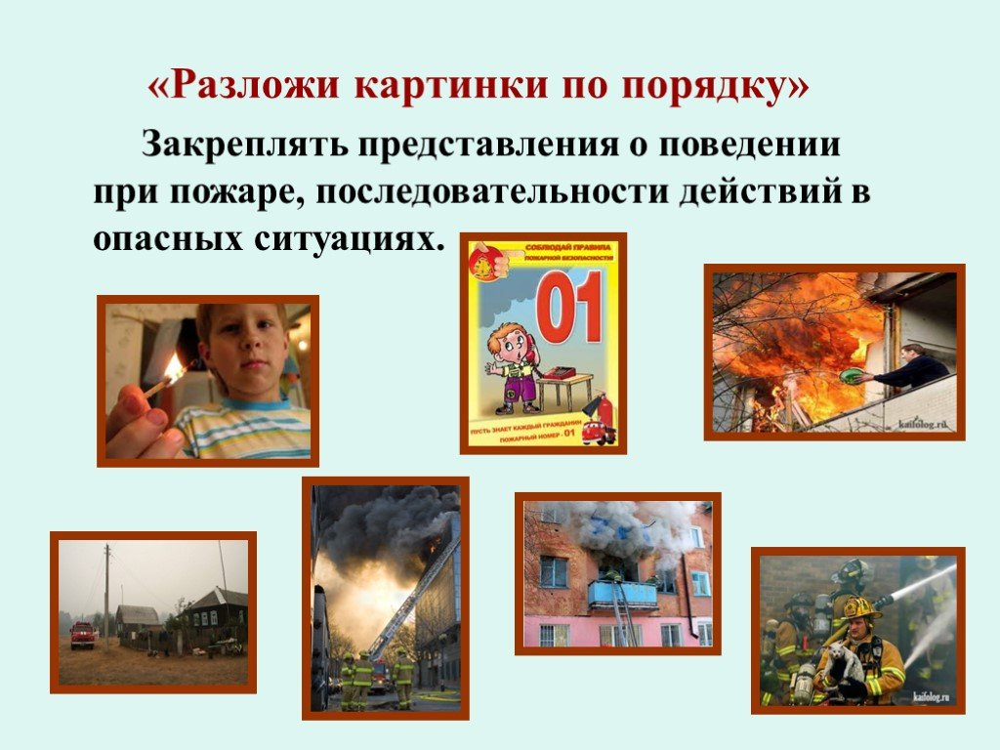 «Разложи картинки по порядку»
Закреплять представления о поведении
при пожаре, последовательности действий в
опасных ситуациях.
СОБЛЮДАЙ ПРАВИЛА
ПОЖАРНОЙ БЕЗОПАСНОСТИ!
01
ПУСТЬ ЗНАЕТ КАЖДЫЙ ГРАЖДАНИН
ПОЖАРНЫЙ НОМЕР - 01
kaifolog.ru
kaifolog.ru